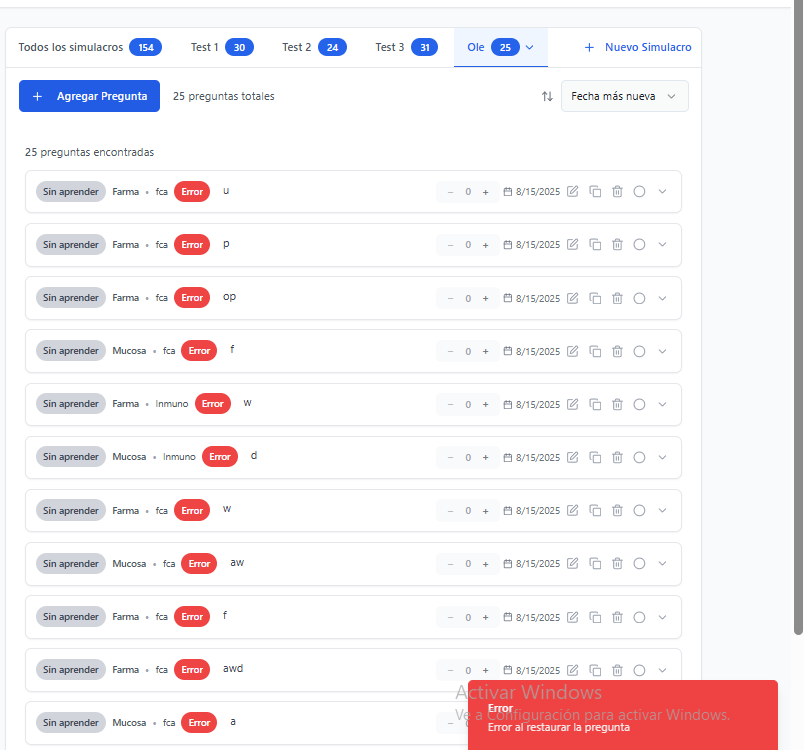 Todos los simulacros 154 Test 1 30 Test 2 24 Test 3 31 Ole 25 + Nuevo Simulacro
+ Agregar Pregunta 25 preguntas totales Fecha más nueva
25 preguntas encontradas
Sin aprender Farma • fca Error u − 0 + 8/15/2025
Sin aprender Farma • fca Error p − 0 + 8/15/2025
Sin aprender Farma • fca Error op − 0 + 8/15/2025
Sin aprender Mucosa • fca Error f − 0 + 8/15/2025
Sin aprender Farma • Inmuno Error w − 0 + 8/15/2025
Sin aprender Mucosa • Inmuno Error d − 0 + 8/15/2025
Sin aprender Farma • fca Error w − 0 + 8/15/2025
Sin aprender Mucosa • fca Error aw − 0 + 8/15/2025
Sin aprender Farma • fca Error f − 0 + 8/15/2025
Sin aprender Farma • fca Error awd − 0 + 8/15/2025
Sin aprender Mucosa • fca Error a −
Activar Windows
Ve a Configuración para activar Windows.
Error
Error al restaurar la pregunta